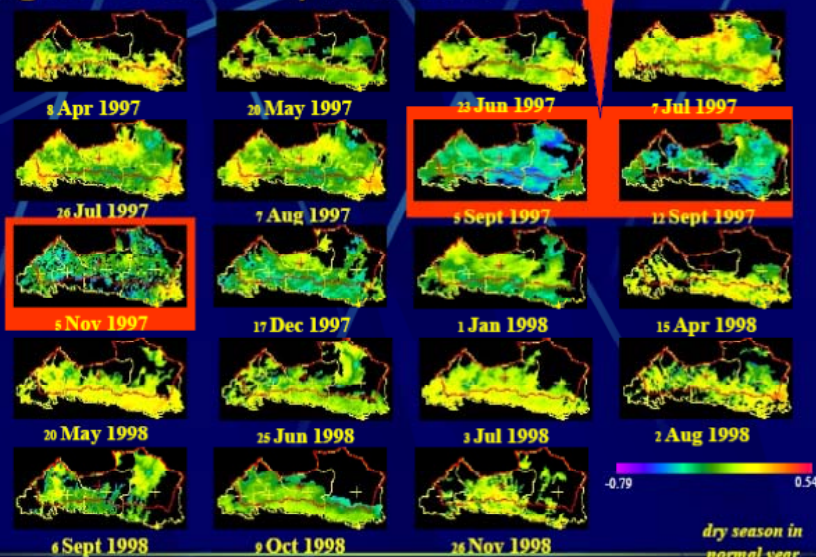 8 Apr 1997
20 May 1997
23 Jun 1997
7 Jul 1997
26 Jul 1997
7 Aug 1997
5 Sept 1997
12 Sept 1997
5 Nov 1997
17 Dec 1997
1 Jan 1998
15 Apr 1998
20 May 1998
25 Jun 1998
3 Jul 1998
2 Aug 1998
-0.79
0.54
6 Sept 1998
9 Oct 1998
26 Nov 1998
dry season in
normal year